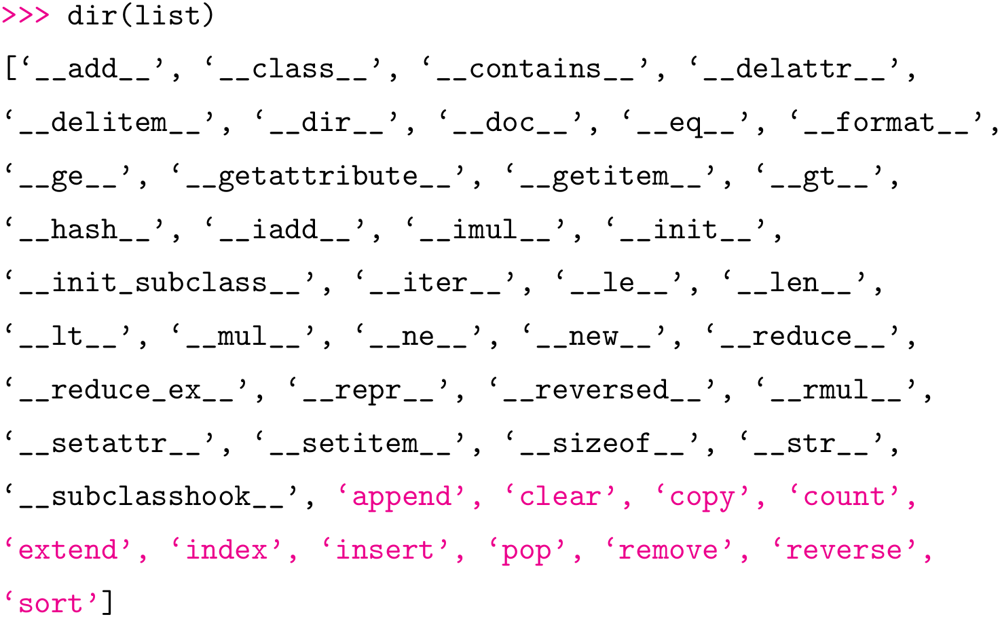 >>> dir(list)
[‘__add__’, ‘__class__’, ‘__contains__’, ‘__delattr__’,
‘__delitem__’, ‘__dir__’, ‘__doc__’, ‘__eq__’, ‘__format__’,
‘__ge__’, ‘__getattribute__’, ‘__getitem__’, ‘__gt__’,
‘__hash__’, ‘__iadd__’, ‘__imul__’, ‘__init__’,
‘__init_subclass__’, ‘__iter__’, ‘__le__’, ‘__len__’,
‘__lt__’, ‘__mul__’, ‘__ne__’, ‘__new__’, ‘__reduce__’,
‘__reduce_ex__’, ‘__repr__’, ‘__reversed__’, ‘__rmul__’,
‘__setattr__’, ‘__setitem__’, ‘__sizeof__’, ‘__str__’,
‘__subclasshook__’, ‘append’, ‘clear’, ‘copy’, ‘count’,
‘extend’, ‘index’, ‘insert’, ‘pop’, ‘remove’, ‘reverse’,
‘sort’]